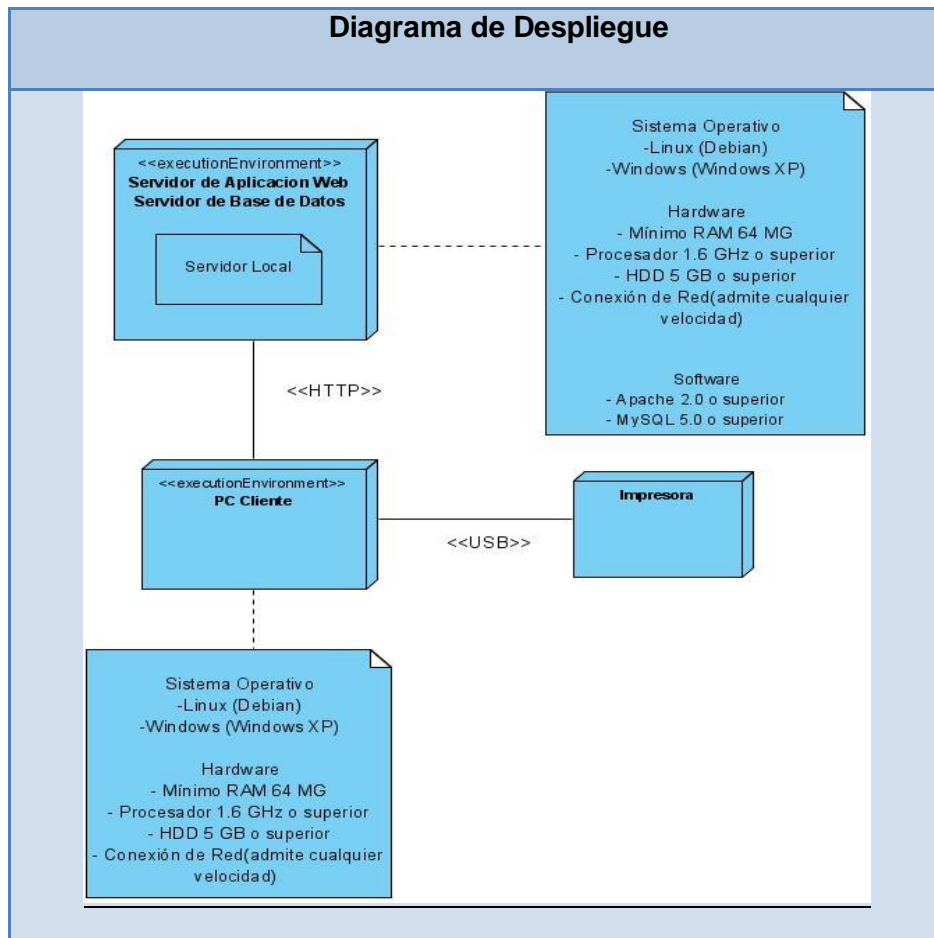 Diagrama de Despliegue
<<executionEnvironment>>
Servidor de Aplicacion Web
Servidor de Base de Datos
Servidor Local
Sistema Operativo
-Linux (Debian)
-Windows (Windows XP)
Hardware
- Mínimo RAM 64 MG
- Procesador 1.6 GHz o superior
- HDD 5 GB o superior
- Conexión de Red(admite cualquier
velocidad)
Software
- Apache 2.0 o superior
- MySQL 5.0 o superior
<<HTTP>>
<<executionEnvironment>>
PC Cliente
<<USB>>
Impresora
Sistema Operativo
-Linux (Debian)
-Windows (Windows XP)
Hardware
- Mínimo RAM 64 MG
- Procesador 1.6 GHz o superior
- HDD 5 GB o superior
- Conexión de Red(admite cualquier
velocidad)